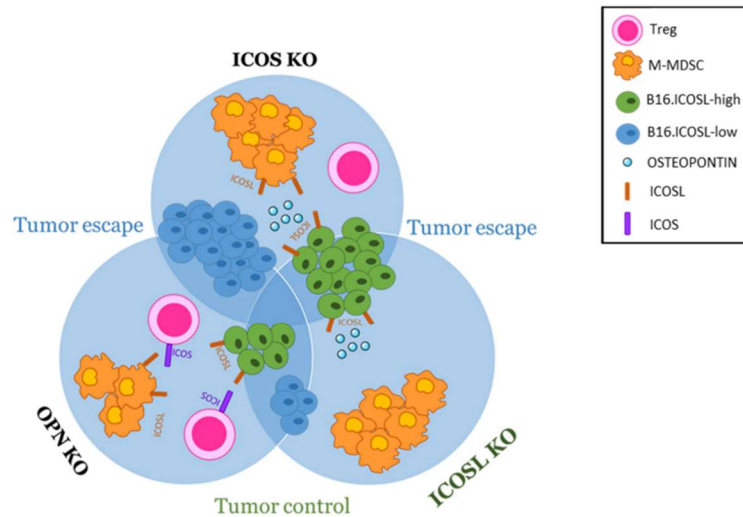 ICOS KO
ICOSL
Tumor escape
Tumor escape
ICOSL
ICOSL
ICOS
ICOSL
ICOS
ICOSL
OPN KO
ICOSL KO
Tumor control
Treg
M-MDSC
B16.ICOSL-high
B16.ICOSL-low
OSTEOPONTIN
ICOSL
ICOS